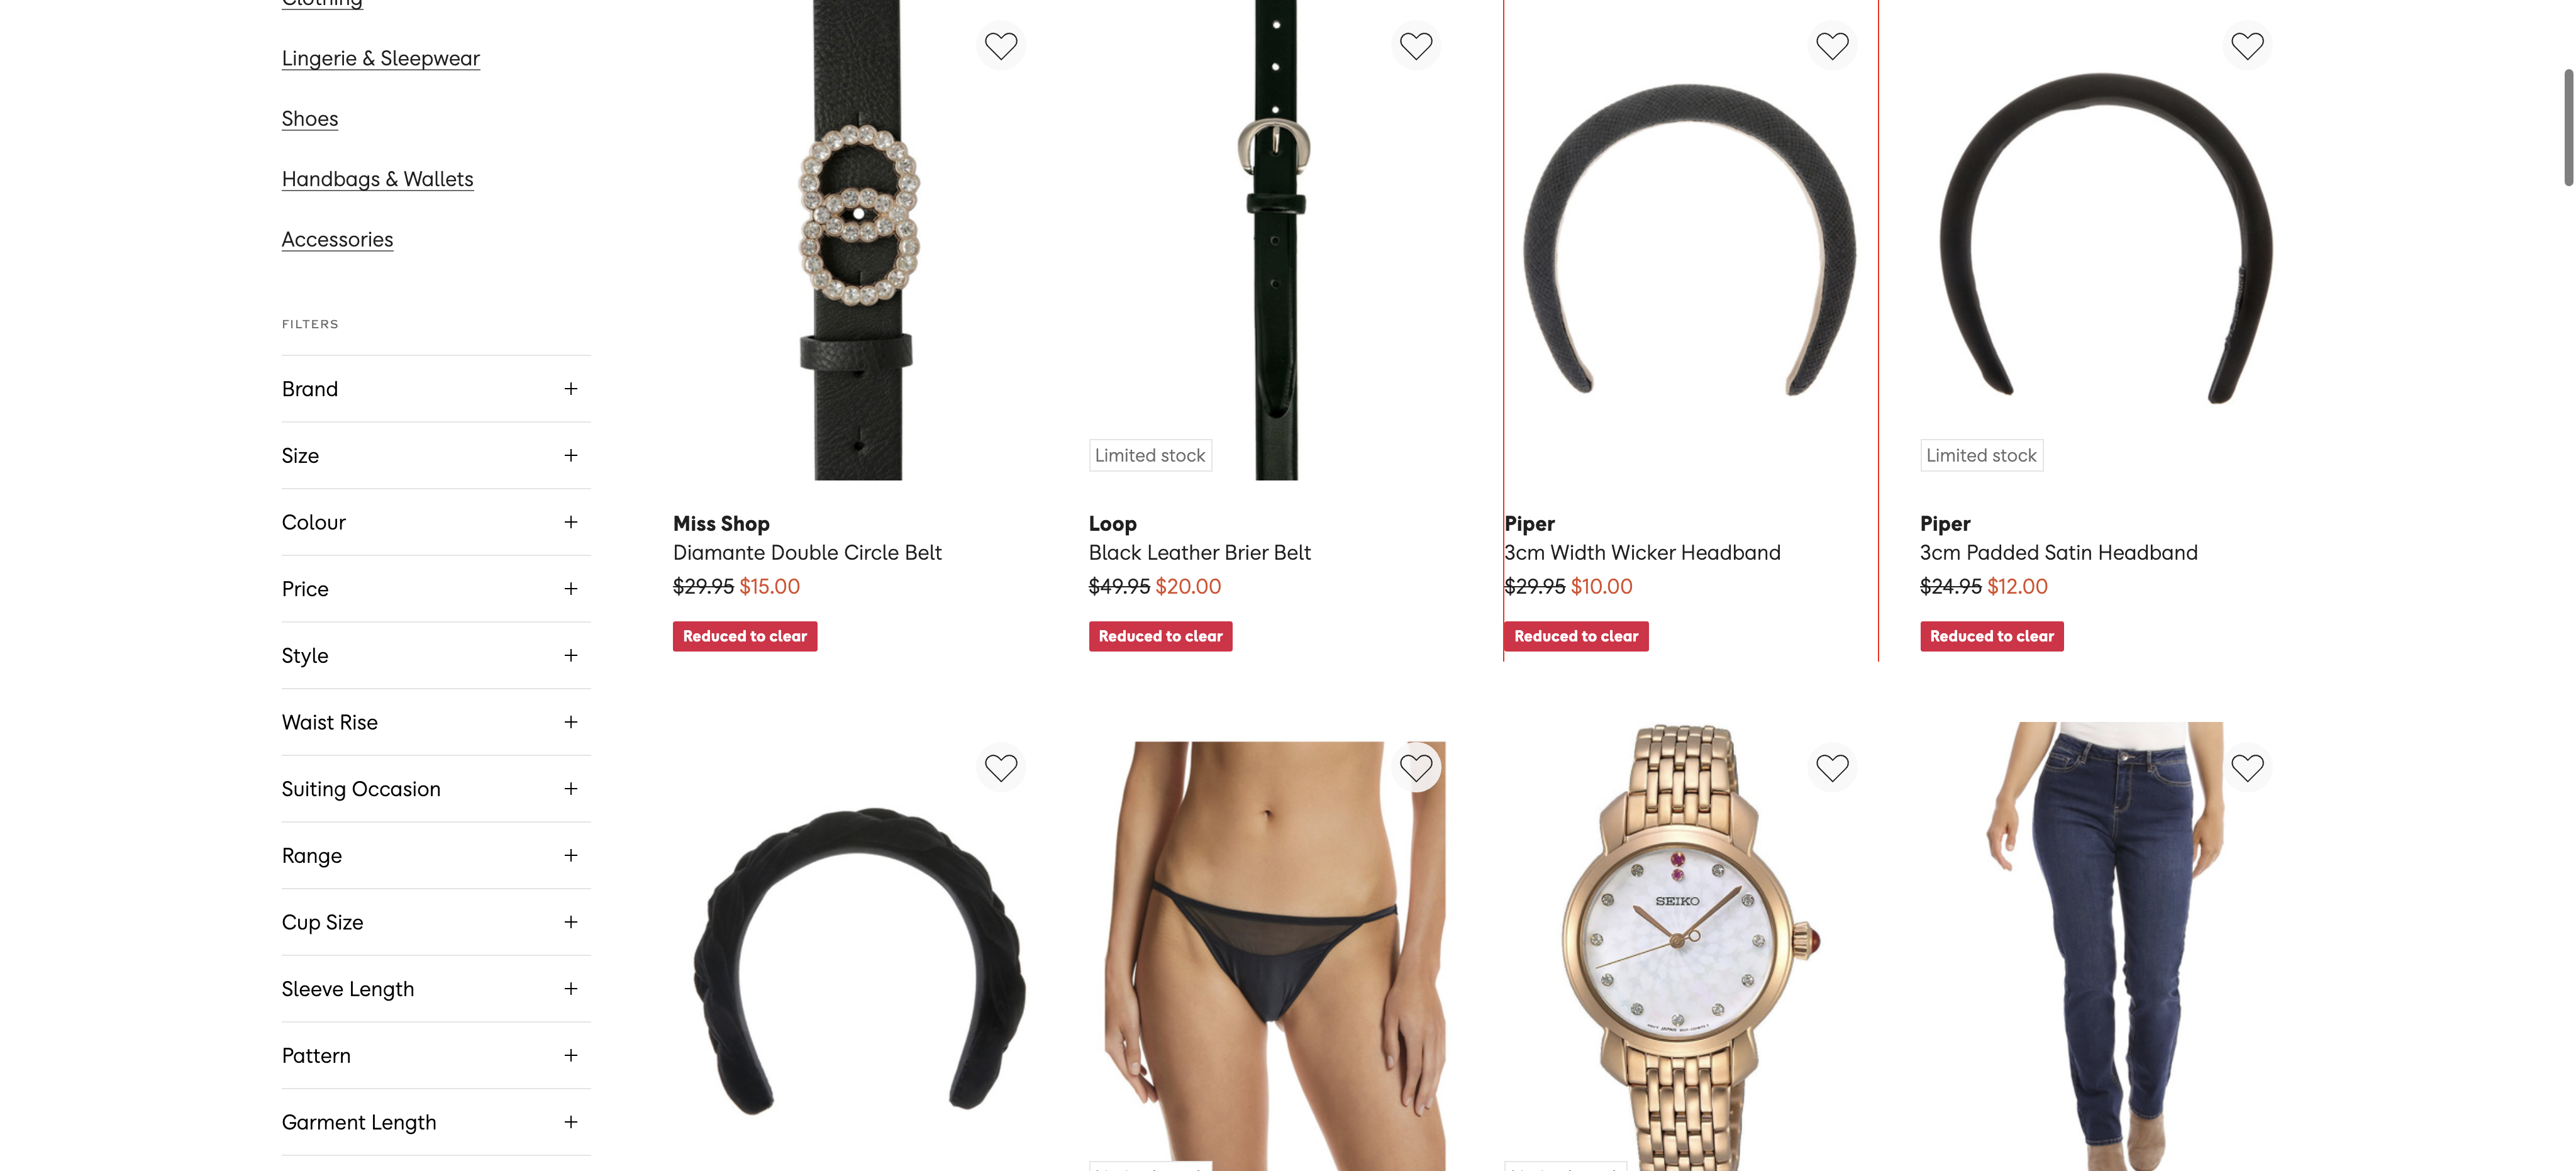 Clothing
Lingerie & Sleepwear
Shoes
Handbags & Wallets
Accessories
FILTERS
Brand
Size
Colour
Price
Style
Waist Rise
Suiting Occasion
Range
Cup Size
Sleeve Length
Pattern
Garment Length
Miss Shop
Diamante Double Circle Belt
$29.95 $15.00
Reduced to clear
Limited stock
Loop
Black Leather Brier Belt
$49.95 $20.00
Reduced to clear
Piper
3cm Width Wicker Headband
$29.95 $10.00
Reduced to clear
Limited stock
Piper
3cm Padded Satin Headband
$24.95 $12.00
Reduced to clear
SEIKO